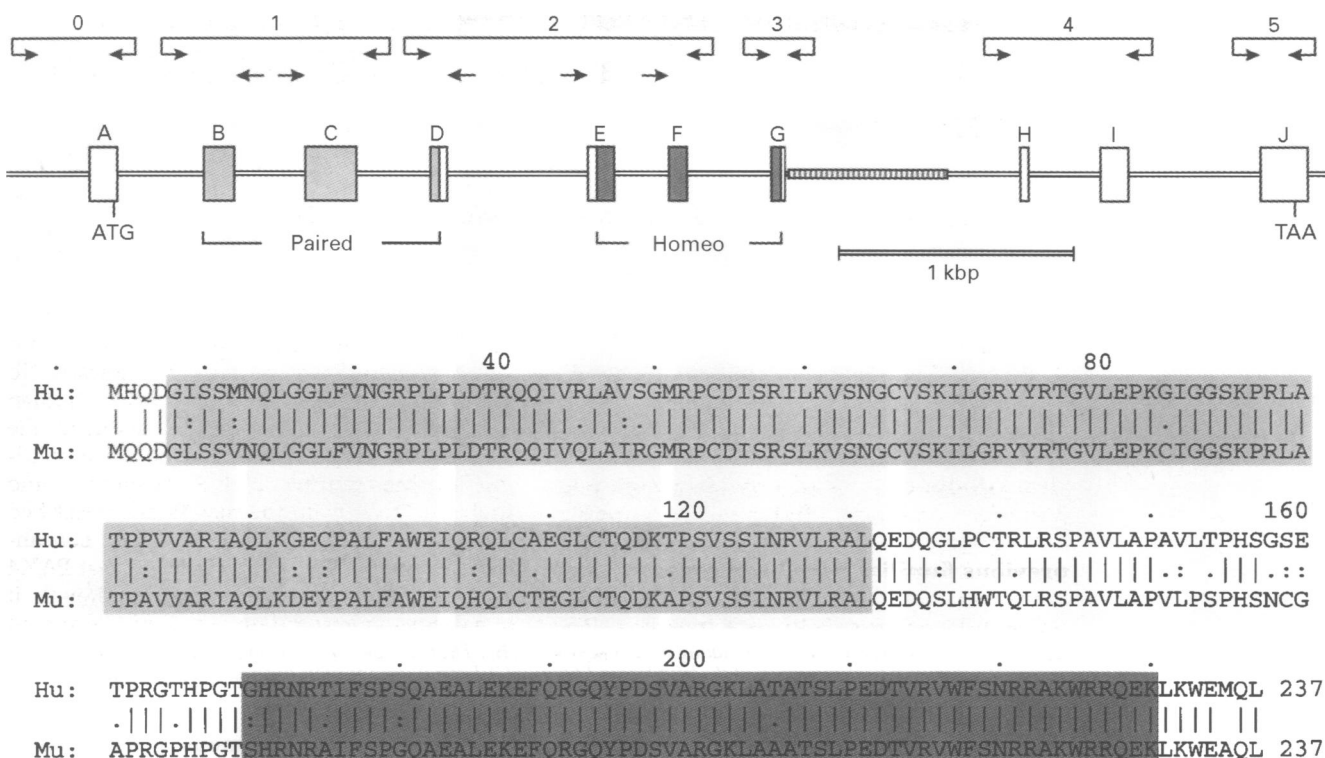 0 1 2 3 4 5
A B C D E F G H I J
ATG Paired Homeo TAA
1 kbp
40 80
Hu: MHQDGISSMNQLGGLFVNGRPLPLDTRQQIVRLAVSGMRPCDISRILKVSNGCVSKILGRYYRTGVLEPKGIGGSKPRLA
Mu: MQQDGLSSVNQLGGLFVNGRPLPLDTRQQIVQLAIRGMRPCDISRSLKVSNGCVSKILGRYYRTGVLEPKCIGGSKPRLA
120 160
Hu: TPPVVARIAQLKGECPALFAWEIQRQLCAEGLCTQDKTPSVSSINRVLRALQEDQGLPCTRLRSPAVLAPAVLTPHSGSE
Mu: TPAVVARIAQLKDEYPALFAWEIQHQLCTEGLCTQDKAPSVSSINRVLRALQEDQSLHWTQLRSPAVLAPVLPSPHSNCG
200
Hu: TPRGTHPGTGHRNRTIFSPSQAEALEKEFQRGQYPDSVARGKLATATSLPEDTVRVWFSNRRAKWRRQEKLKWEMQL 237
Mu: APRGPHPGTSHRNRAIFSPGQAEALEKEFQRGQYPDSVARGKLAAATSLPEDTVRVWFSNRRAKWRRQEKLKWEAQL 237